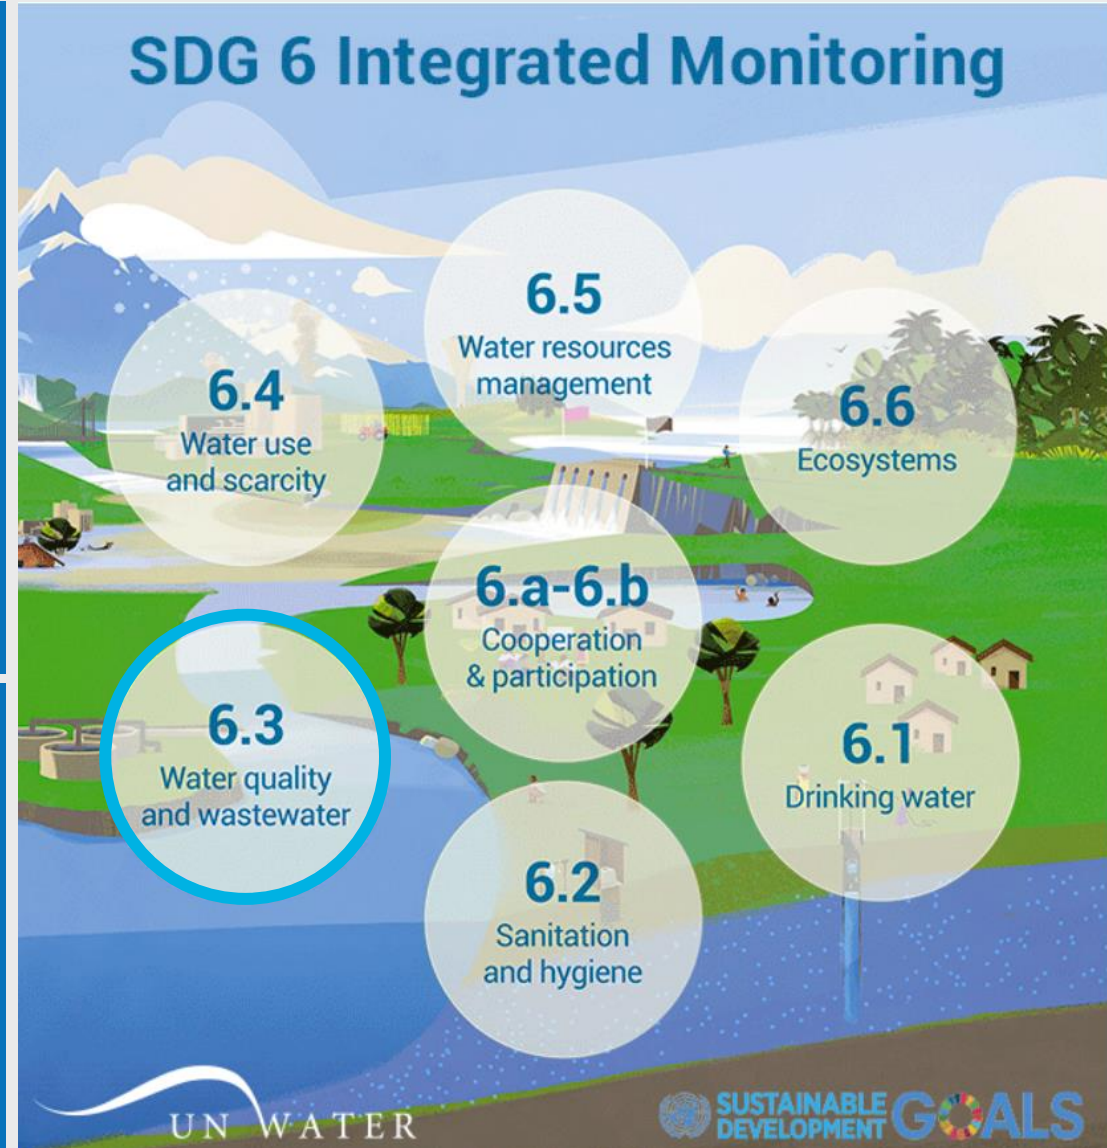 SDG 6 Integrated Monitoring
6.5
Water resources
management
6.4
Water use
and scarcity
6.6
Ecosystems
6.a-6.b
Cooperation
& participation
6.3
Water quality
and wastewater
6.1
Drinking water
6.2
Sanitation
and hygiene
UN WATER
SUSTAINABLE
DEVELOPMENT GOALS